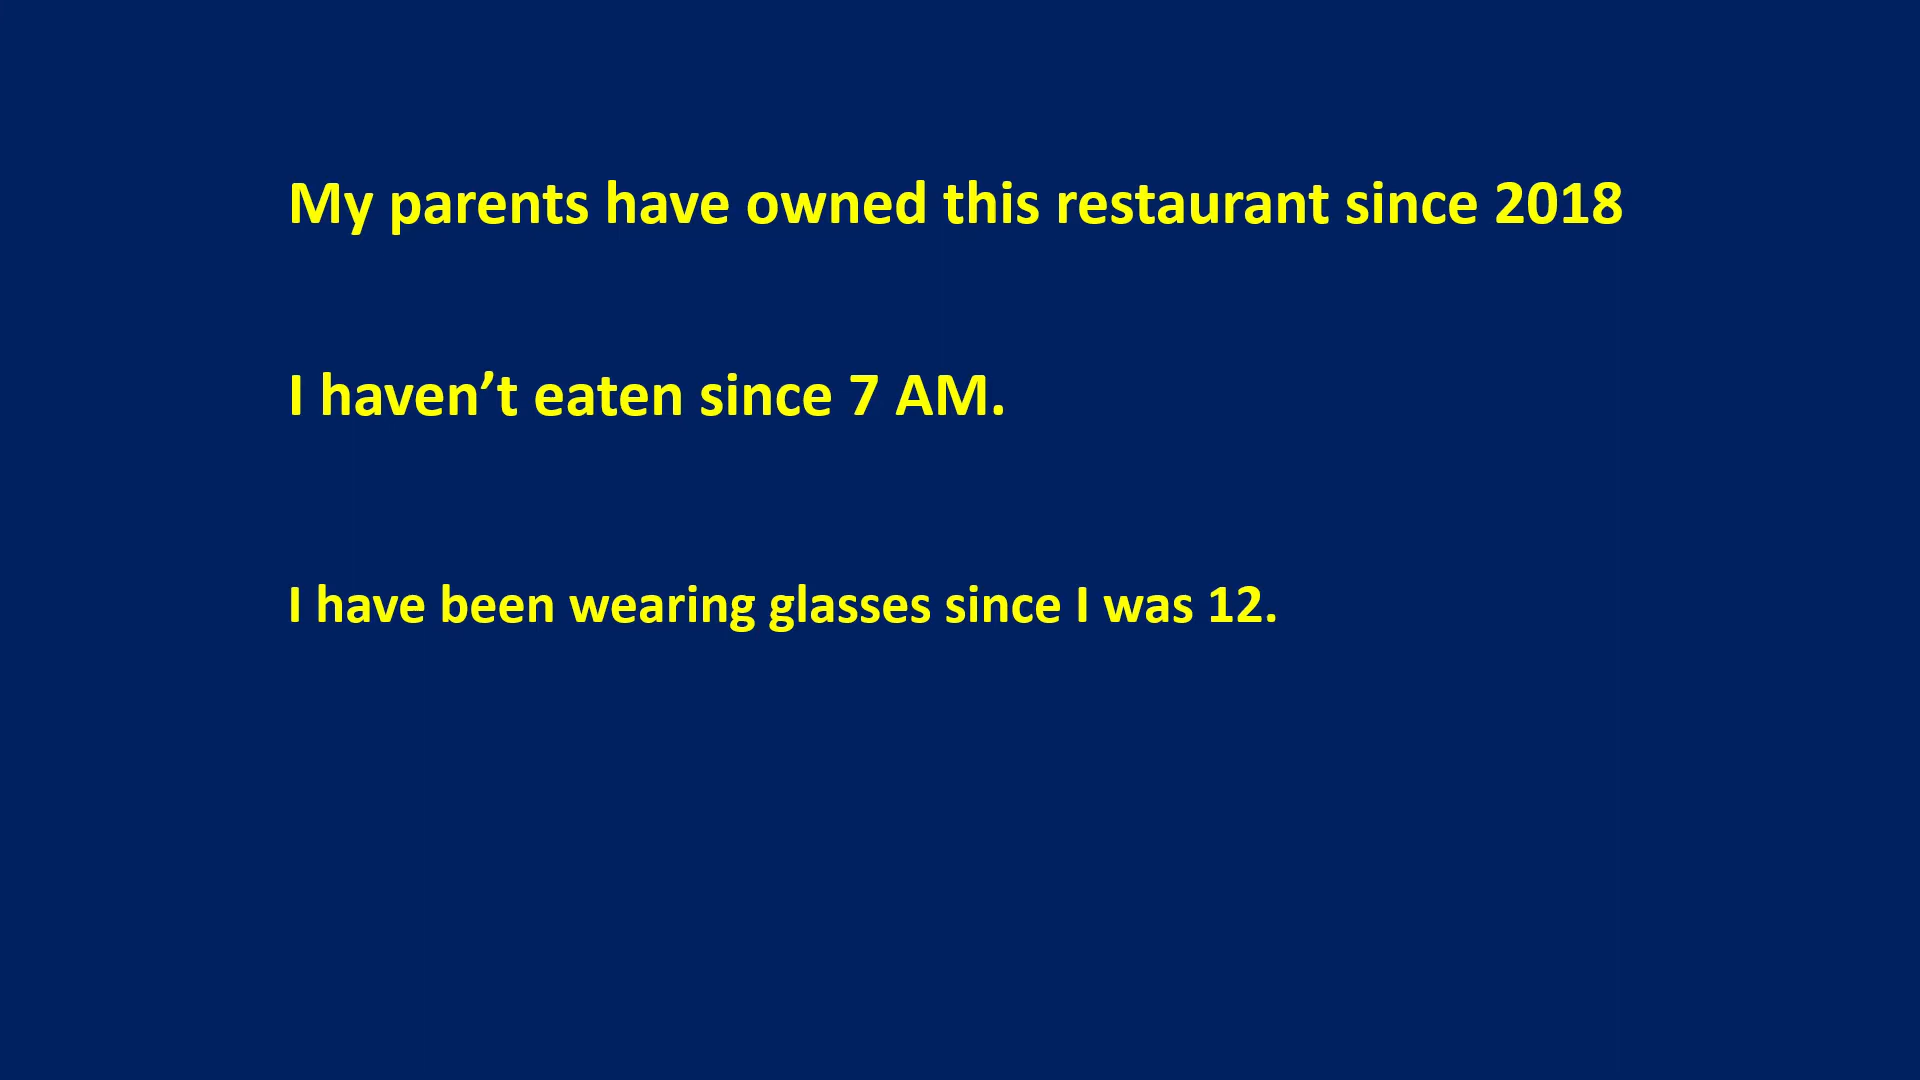 My parents have owned this restaurant since 2018
I haven’t eaten since 7 AM.
I have been wearing glasses since I was 12.